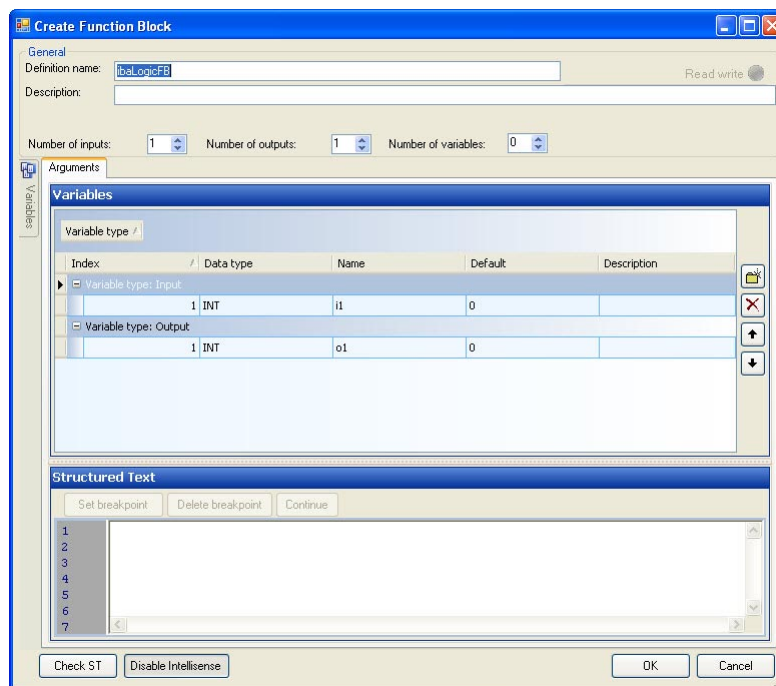 Create Function Block
General
Definition name: ibaLogicFB Read write
Description:
Number of inputs: 1 Number of outputs: 1 Number of variables: 0
Variables
Arguments
Variables
Variable type
Index Data type Name Default Description
Variable type: Input
1 INT i1 0
Variable type: Output
1 INT o1 0
Structured Text
Set breakpoint Delete breakpoint Continue
1
2
3
4
5
6
7
Check ST Disable Intellisense OK Cancel